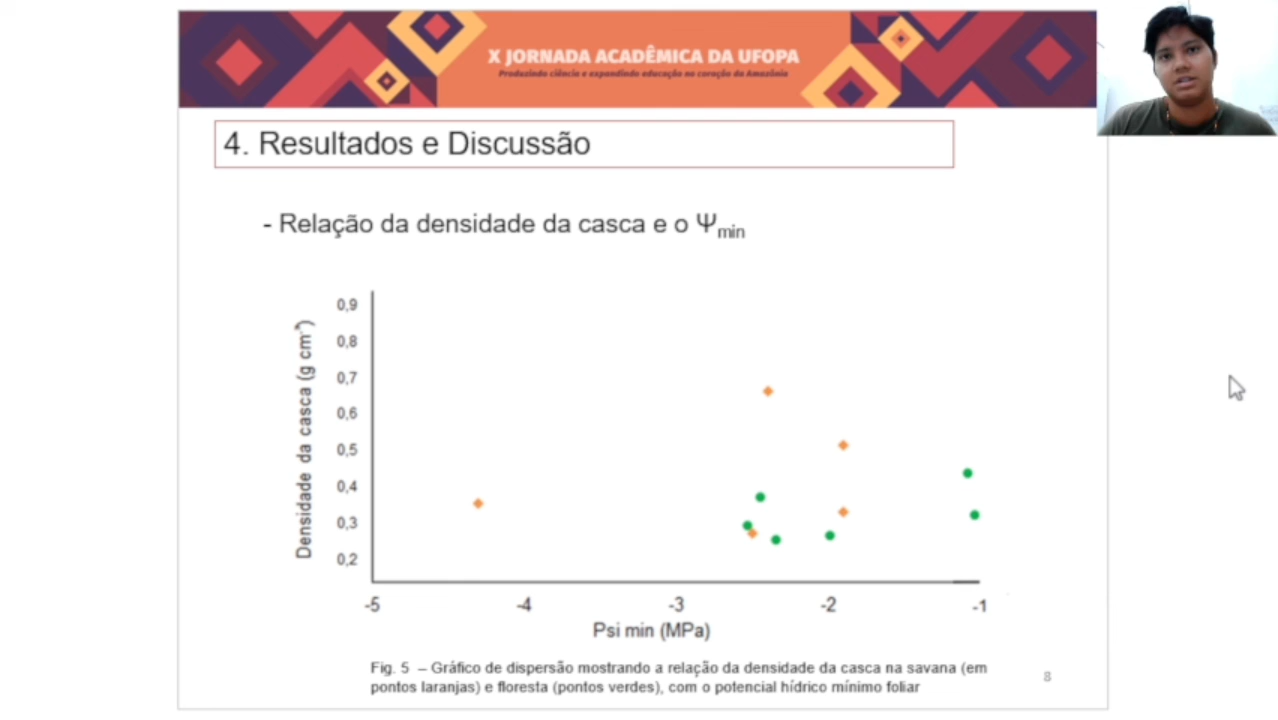 X JORNADA ACADÊMICA DA UFOPA
Produzindo ciência e expandindo educação no coração da Amazônia
4. Resultados e Discussão
- Relação da densidade da casca e o Ψmin
0,9
0,8
0,7
0,6
0,5
0,4
0,3
0,2
Densidade da casca (g cm
-5 -4 -3 -2 -1
Psi min (MPa)
Fig. 5 – Gráfico de dispersão mostrando a relação da densidade da casca na savana (em
pontos laranjas) e floresta (pontos verdes), com o potencial hídrico mínimo foliar
8